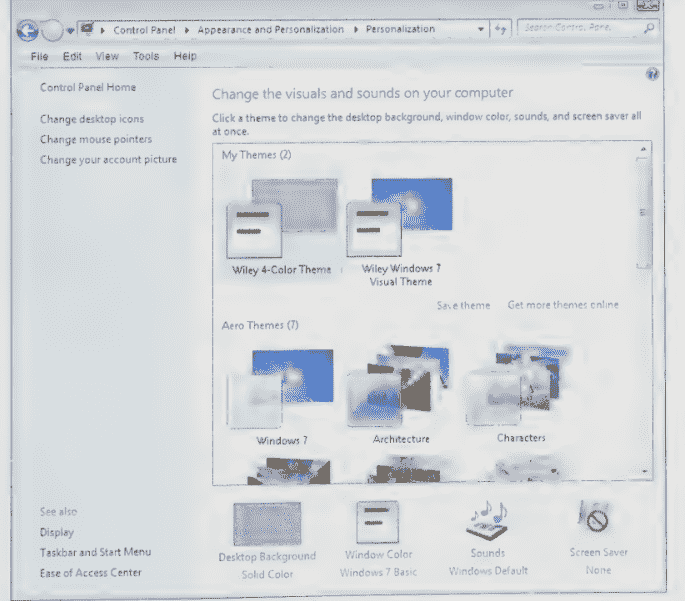 Control Panel ▸ Appearance and Personalization ▸ Personalization
Search Control Pane.
File Edit View Tools Help
Control Panel Home
Change desktop icons
Change mouse pointers
Change your account picture
Change the visuals and sounds on your computer
Click a theme to change the desktop background, window color, sounds, and screen saver all
at once.
My Themes (2)
Wiley 4-Color Theme
Wiley Windows 7
Visual Theme
Save theme
Get more themes online
Aero Themes (7)
Windows 7
Architecture
Characters
See also
Display
Taskbar and Start Menu
Ease of Access Center
Desktop Background
Solid Color
Window Color
Windows 7 Basic
Sounds
Windows Default
Screen Saver
None